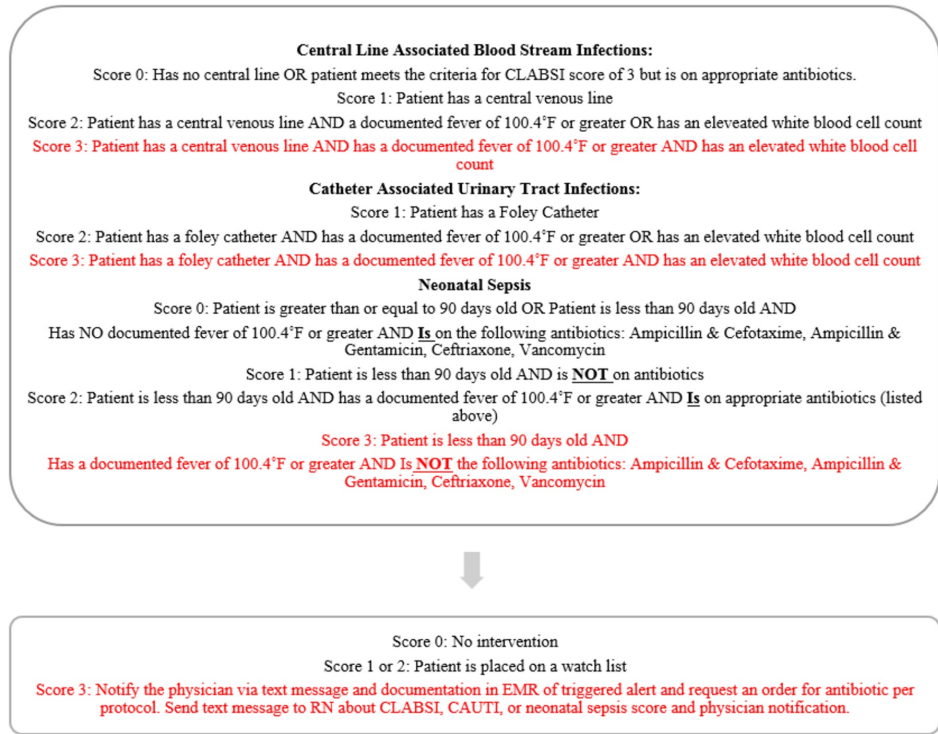 Central Line Associated Blood Stream Infections:
Score 0: Has no central line OR patient meets the criteria for CLABSI score of 3 but is on appropriate antibiotics.
Score 1: Patient has a central venous line
Score 2: Patient has a central venous line AND a documented fever of 100.4˚F or greater OR has an eleveated white blood cell count
Score 3: Patient has a central venous line AND has a documented fever of 100.4˚F or greater AND has an elevated white blood cell
count
Catheter Associated Urinary Tract Infections:
Score 1: Patient has a Foley Catheter
Score 2: Patient has a foley catheter AND has a documented fever of 100.4˚F or greater OR has an elevated white blood cell count
Score 3: Patient has a foley catheter AND has a documented fever of 100.4˚F or greater AND has an elevated white blood cell count
Neonatal Sepsis
Score 0: Patient is greater than or equal to 90 days old OR Patient is less than 90 days old AND
Has NO documented fever of 100.4˚F or greater AND Is on the following antibiotics: Ampicillin & Cefotaxime, Ampicillin &
Gentamicin, Ceftriaxone, Vancomycin
Score 1: Patient is less than 90 days old AND is NOT on antibiotics
Score 2: Patient is less than 90 days old AND has a documented fever of 100.4˚F or greater AND Is on appropriate antibiotics (listed
above)
Score 3: Patient is less than 90 days old AND
Has a documented fever of 100.4˚F or greater AND Is NOT the following antibiotics: Ampicillin & Cefotaxime, Ampicillin &
Gentamicin, Ceftriaxone, Vancomycin
Score 0: No intervention
Score 1 or 2: Patient is placed on a watch list
Score 3: Notify the physician via text message and documentation in EMR of triggered alert and request an order for antibiotic per
protocol. Send text message to RN about CLABSI, CAUTI, or neonatal sepsis score and physician notification.